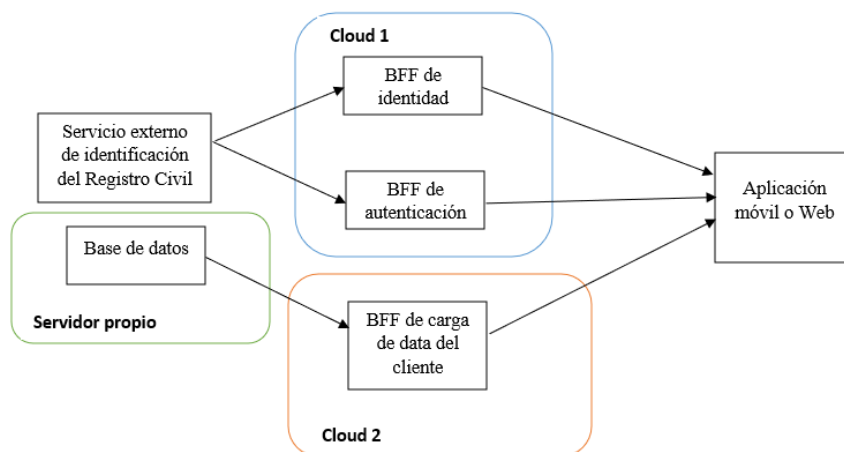 Cloud 1
BFF de
identidad
Servicio externo
de identificación
del Registro Civil
BFF de
autenticación
Aplicación
móvil o Web
Base de datos
Servidor propio
BFF de carga
de data del
cliente
Cloud 2